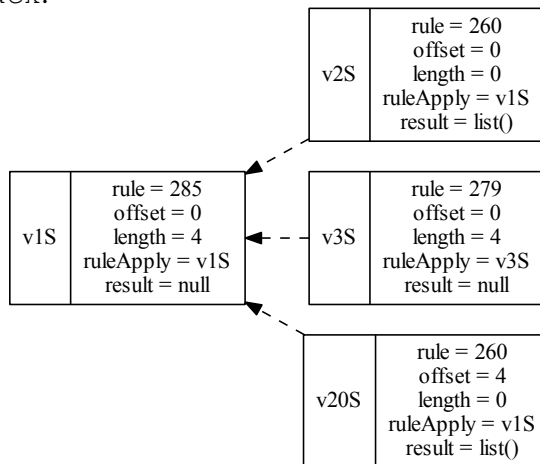 v2S
rule = 260
offset = 0
length = 0
ruleApply = v1S
result = list()
v1S
rule = 285
offset = 0
length = 4
ruleApply = v1S
result = null
v3S
rule = 279
offset = 0
length = 4
ruleApply = v3S
result = null
v20S
rule = 260
offset = 4
length = 0
ruleApply = v1S
result = list()